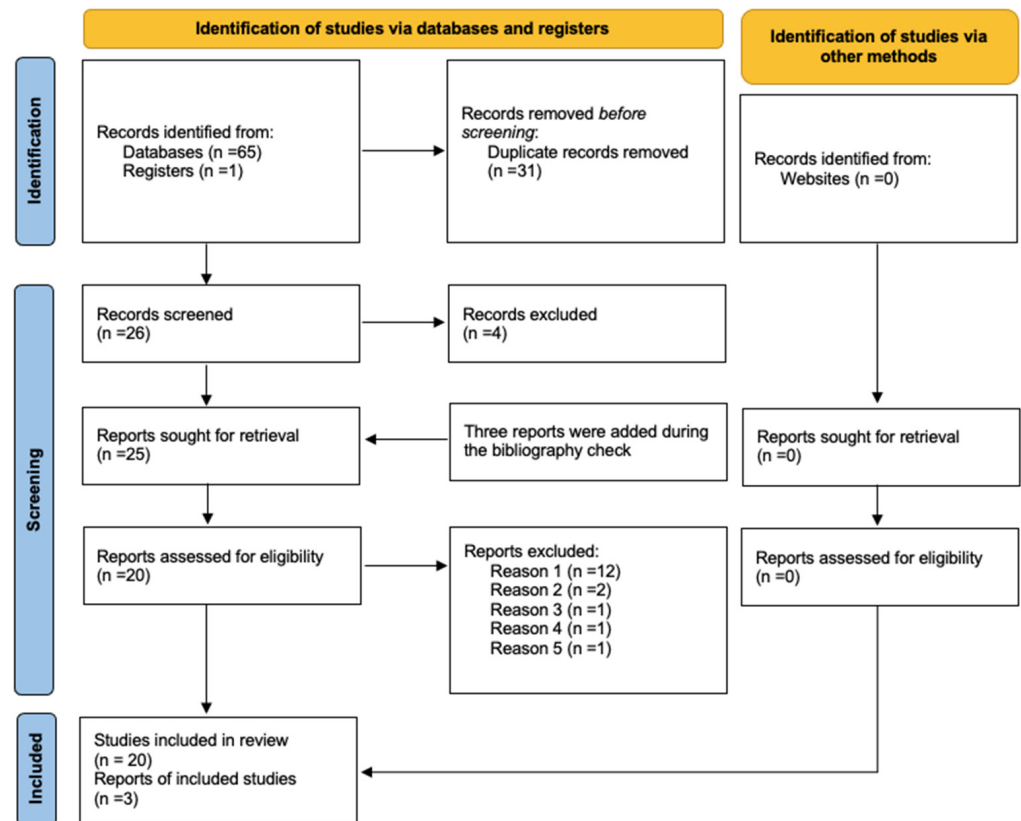 Identification of studies via databases and registers
Identification of studies via
other methods
Identification
Records identified from:
Databases (n =65)
Registers (n =1)
Records removed before
screening:
Duplicate records removed
(n =31)
Records identified from:
Websites (n =0)
Screening
Records screened
(n =26)
Records excluded
(n =4)
Reports sought for retrieval
(n =25)
Three reports were added during
the bibliography check
Reports sought for retrieval
(n =0)
Reports assessed for eligibility
(n =20)
Reports excluded:
Reason 1 (n =12)
Reason 2 (n =2)
Reason 3 (n =1)
Reason 4 (n =1)
Reason 5 (n =1)
Reports assessed for eligibility
(n =0)
Included
Studies included in review
(n = 20)
Reports of included studies
(n =3)